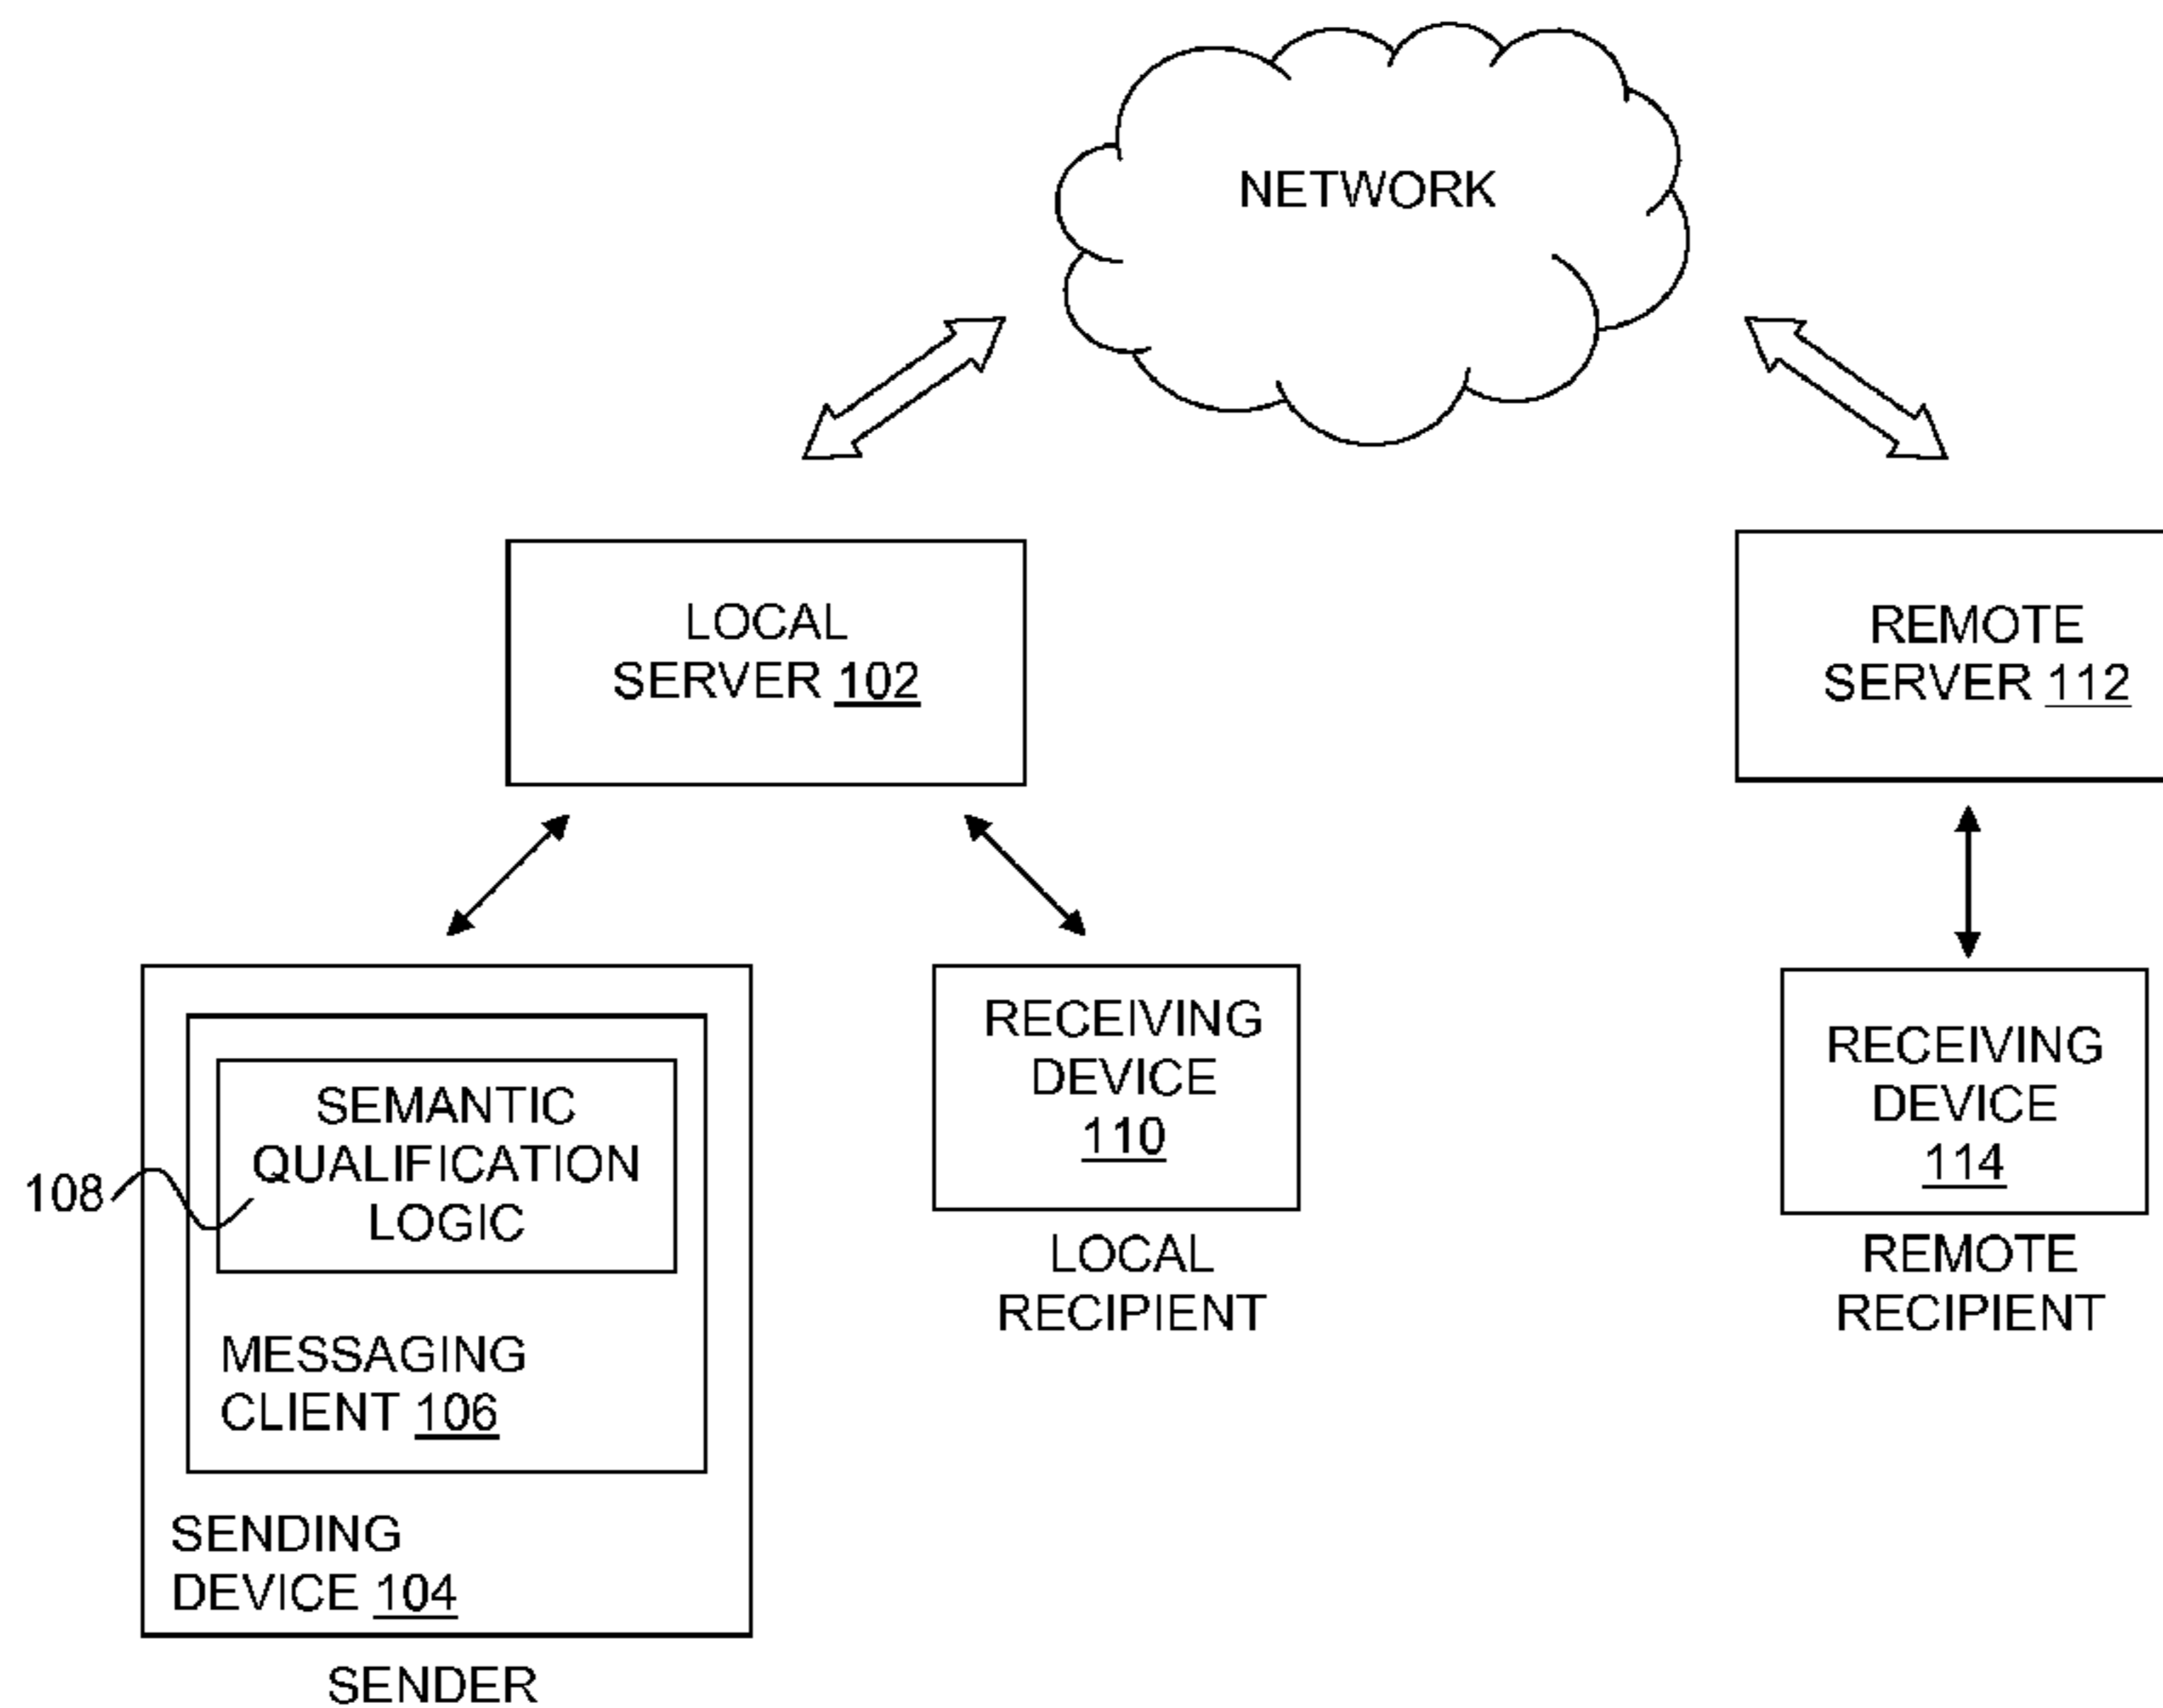 NETWORK
LOCAL
SERVER 102
REMOTE
SERVER 112
SEMANTIC
QUALIFICATION
LOGIC
108
MESSAGING
CLIENT 106
SENDING
DEVICE 104
SENDER
RECEIVING
DEVICE
110
LOCAL
RECIPIENT
RECEIVING
DEVICE
114
REMOTE
RECIPIENT